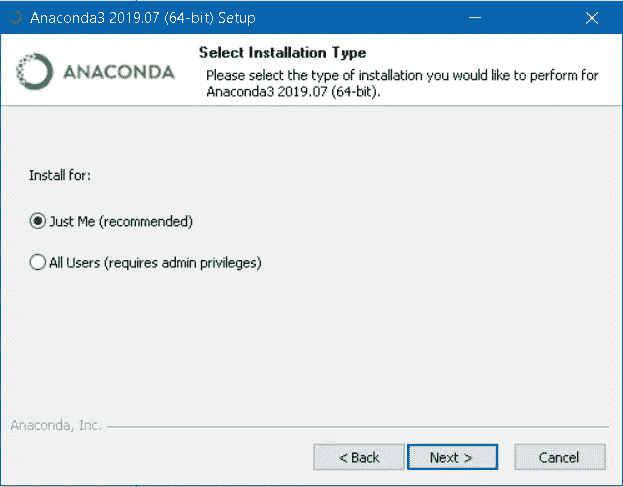 Anaconda3 2019.07 (64-bit) Setup
ANACONDA
Select Installation Type
Please select the type of installation you would like to perform for
Anaconda3 2019.07 (64-bit).
Install for:
Just Me (recommended)
All Users (requires admin privileges)
Anaconda, Inc.
< Back
Next >
Cancel